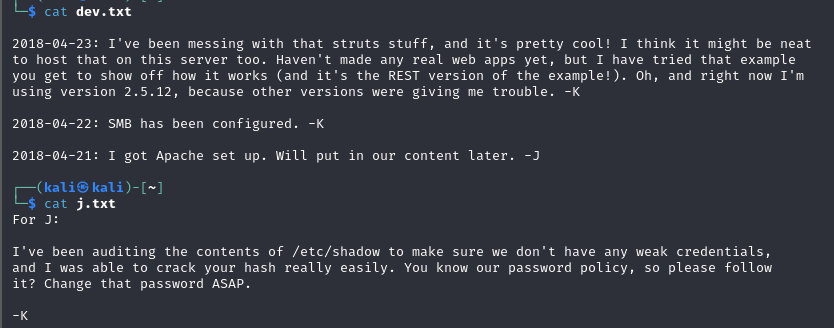 └─$ cat dev.txt
2018-04-23: I've been messing with that struts stuff, and it's pretty cool! I think it might be neat
to host that on this server too. Haven't made any real web apps yet, but I have tried that example
you get to show off how it works (and it's the REST version of the example!). Oh, and right now I'm
using version 2.5.12, because other versions were giving me trouble. -K
2018-04-22: SMB has been configured. -K
2018-04-21: I got Apache set up. Will put in our content later. -J
┌──(kali㉿kali)-[~]
└─$ cat j.txt
For J:
I've been auditing the contents of /etc/shadow to make sure we don't have any weak credentials,
and I was able to crack your hash really easily. You know our password policy, so please follow
it? Change that password ASAP.
-K